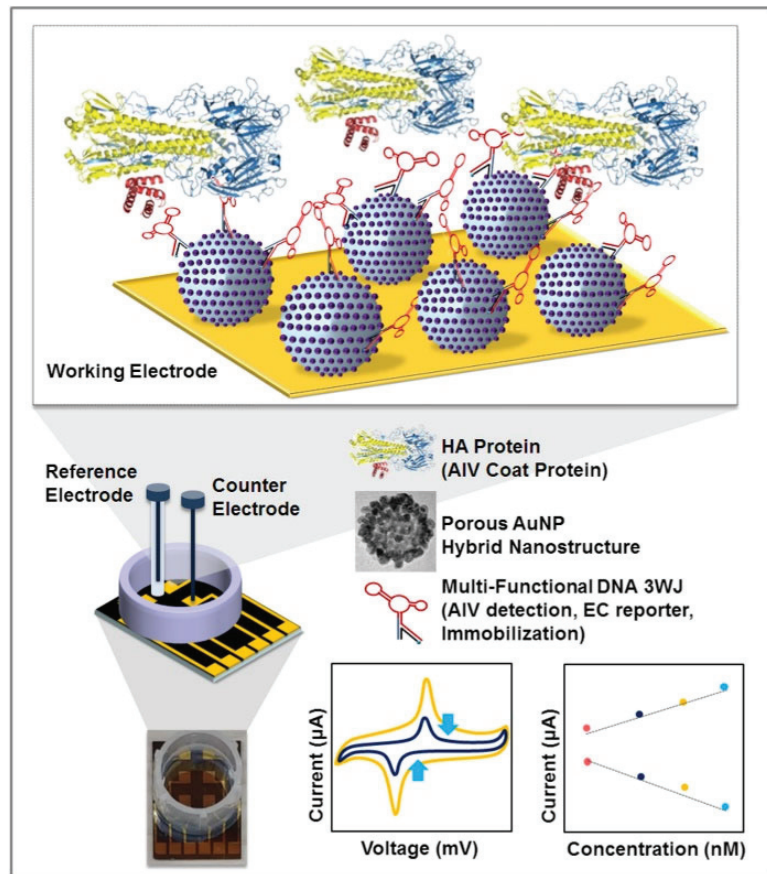 Working Electrode
Reference
Electrode
Counter
Electrode
HA Protein
(AIV Coat Protein)
Porous AuNP
Hybrid Nanostructure
Multi-Functional DNA 3WJ
(AIV detection, EC reporter,
Immobilization)
Current (μA)
Voltage (mV)
Current (μA)
Concentration (nM)